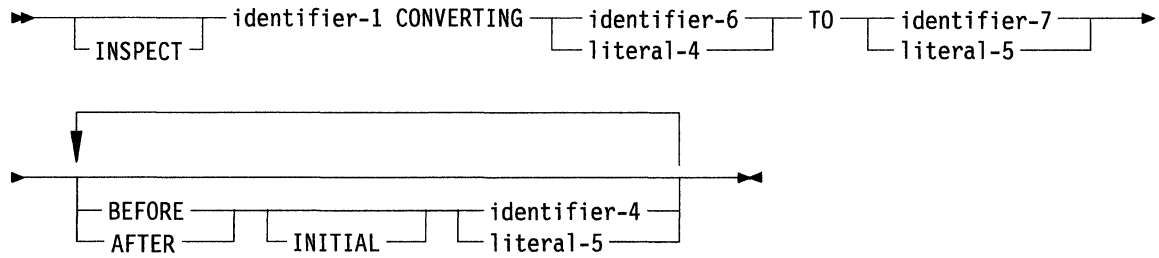 identifier-1 CONVERTING identifier-6 TO identifier-7
INSPECT literal-4 literal-5
BEFORE identifier-4
AFTER INITIAL literal-5